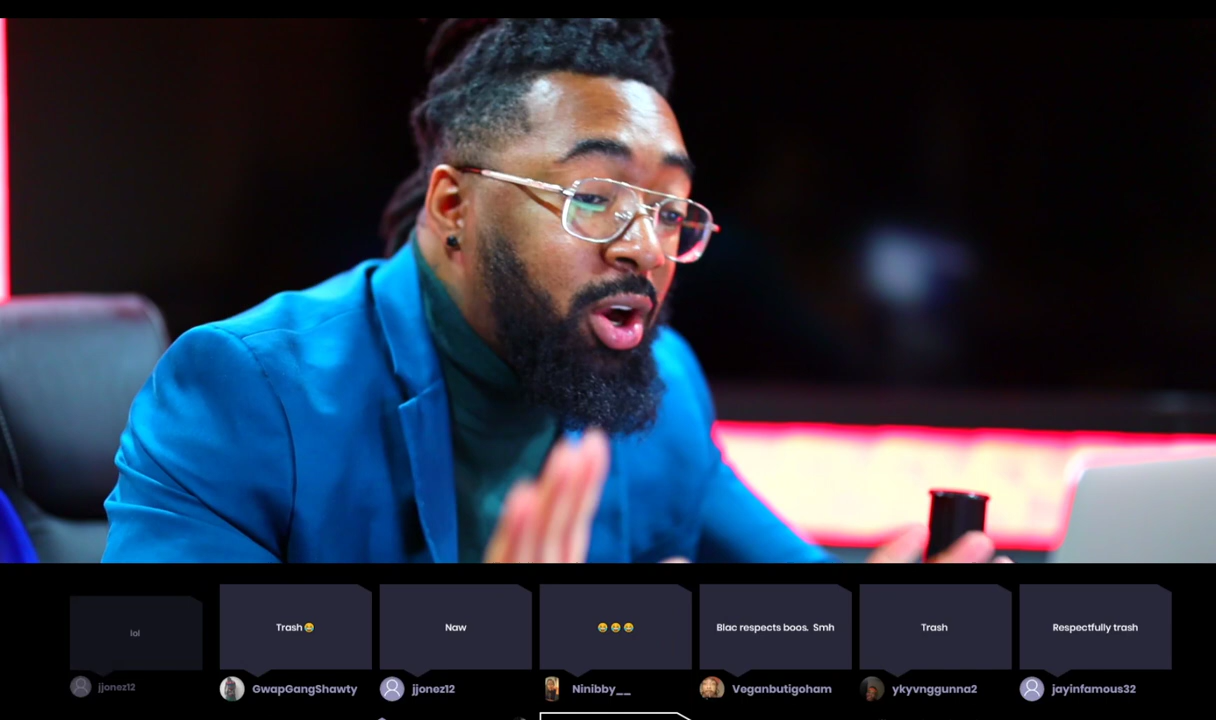 lol
Trash😂
Naw
😂 😂 😂
Blac respects boos. Smh
Trash
Respectfully trash
jjonez12
GwapGangShawty
jjonez12
Ninibby__
Veganbutigoham
ykyvnggunna2
jayinfamous32